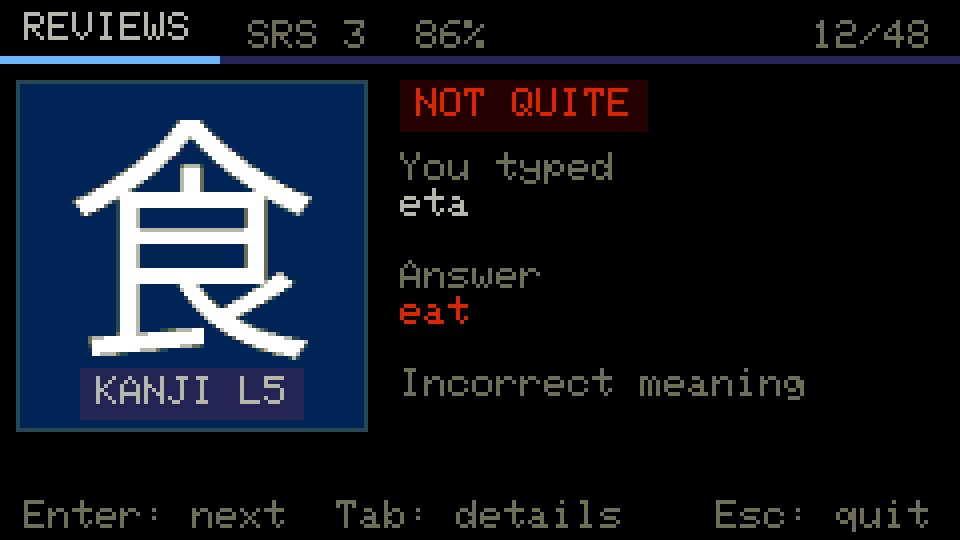 REVIEWS SRS 3 86% 12/48
食
KANJI L5
NOT QUITE
You typed
eta
Answer
eat
Incorrect meaning
Enter: next Tab: details Esc: quit